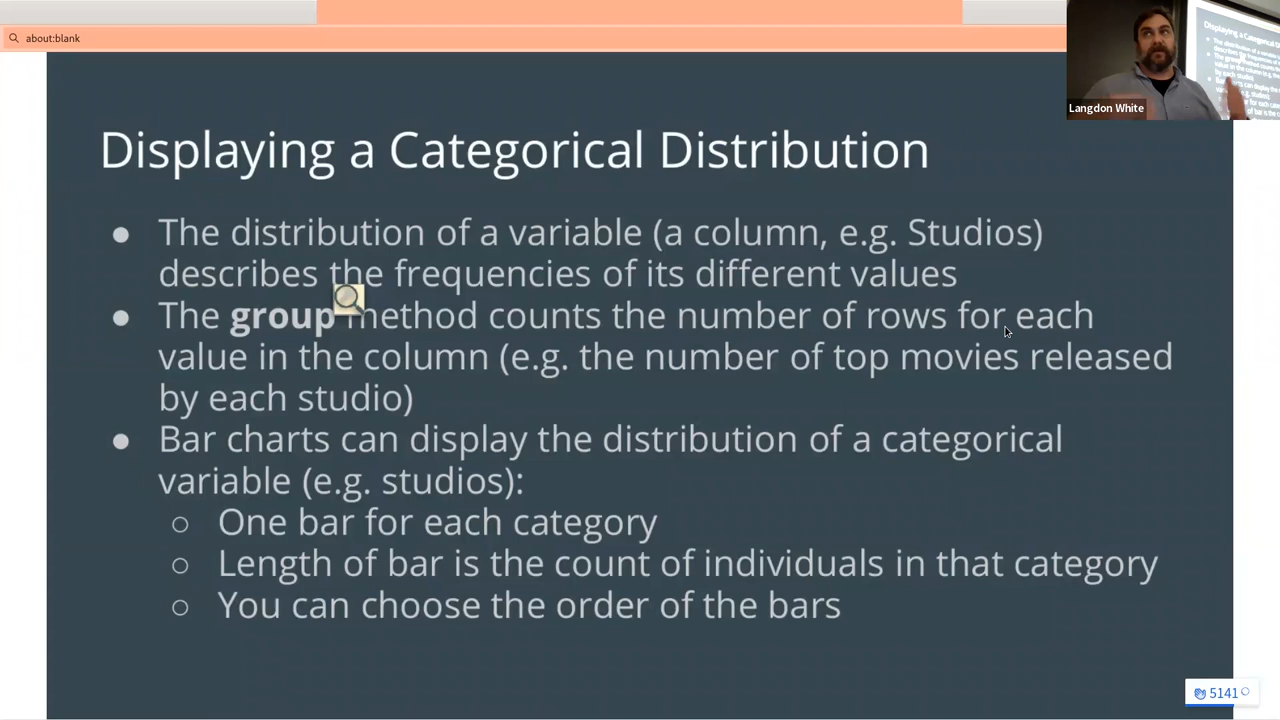 about:blank
Langdon White
Displaying a Categorical Distribution
● The distribution of a variable (a column, e.g. Studios)
describes the frequencies of its different values
● The group method counts the number of rows for each
value in the column (e.g. the number of top movies released
by each studio)
● Bar charts can display the distribution of a categorical
variable (e.g. studios):
○ One bar for each category
○ Length of bar is the count of individuals in that category
○ You can choose the order of the bars
5141